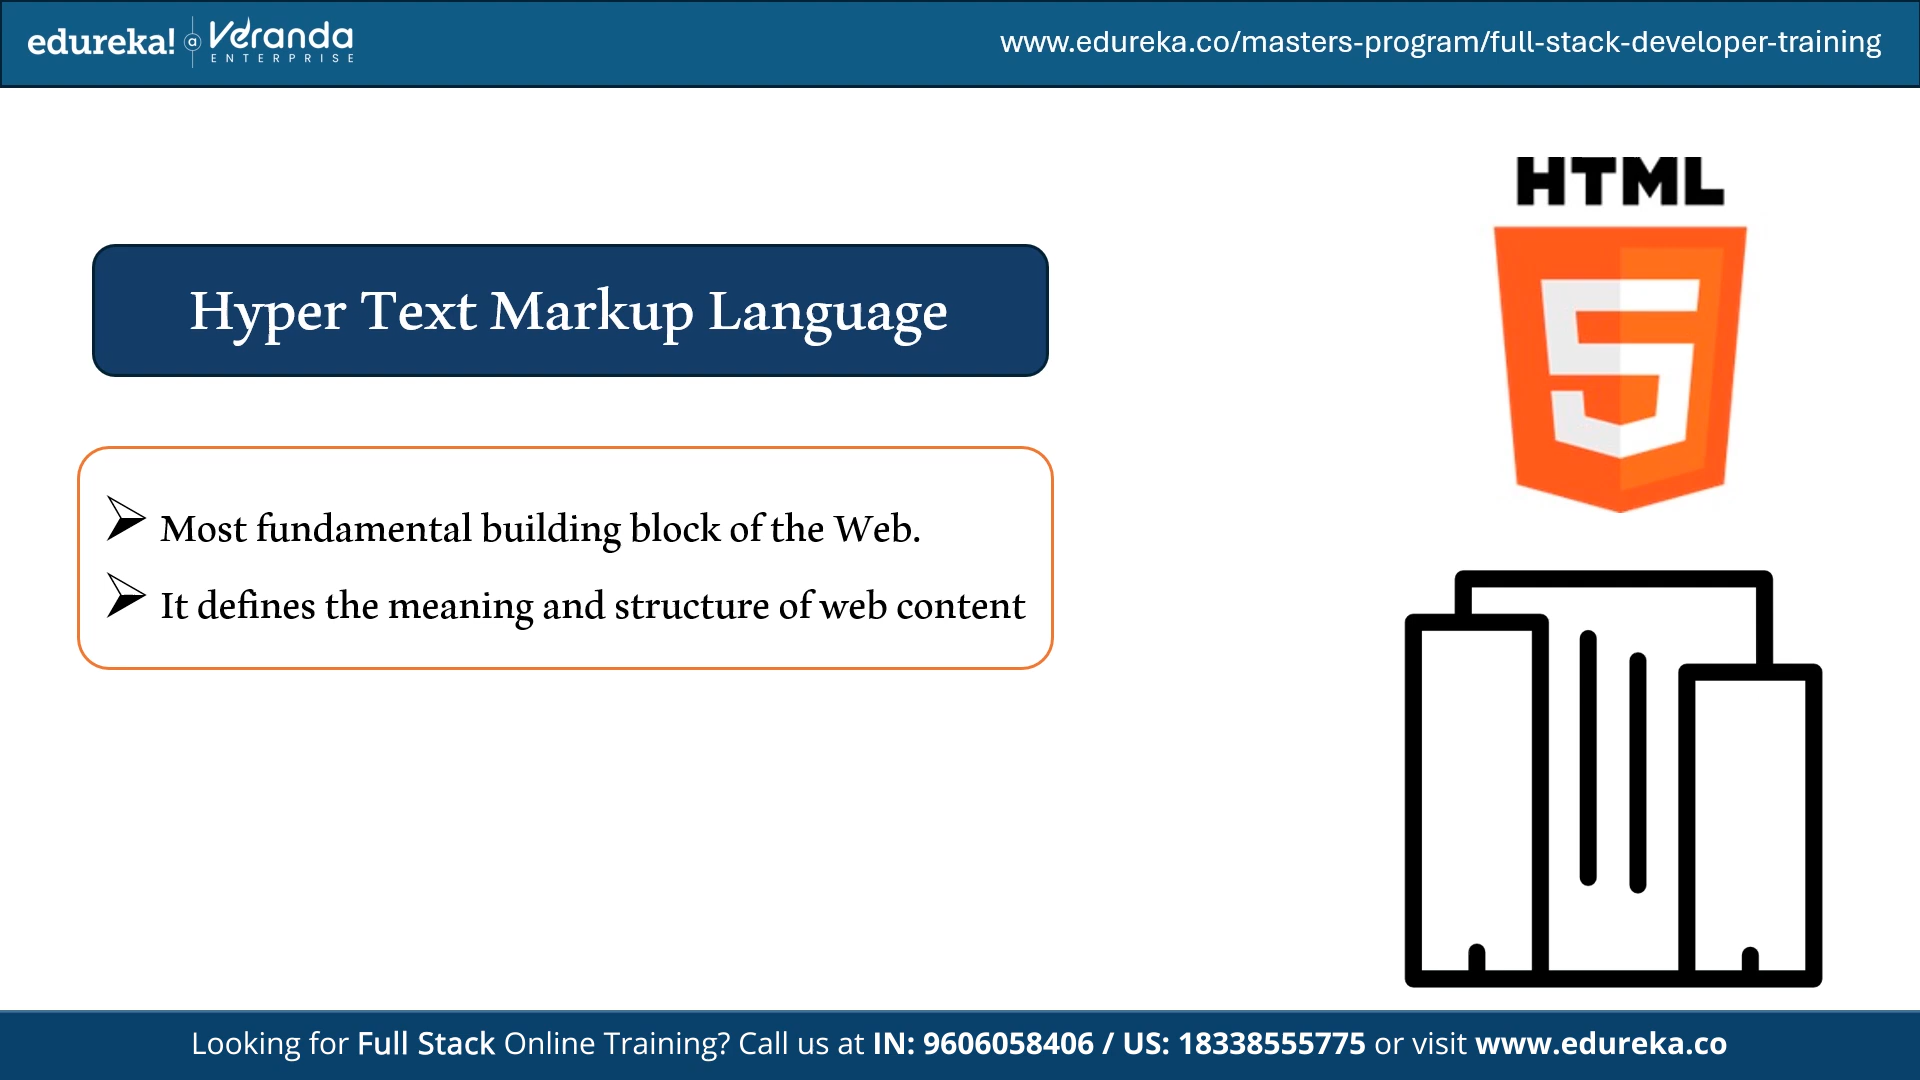 edureka! a Veranda
ENTERPRISE
www.edureka.co/masters-program/full-stack-developer-training
HTML
5
Hyper Text Markup Language
Most fundamental building block of the Web.
It defines the meaning and structure of web content
Looking for Full Stack Online Training? Call us at IN: 9606058406 / US: 18338555775 or visit www.edureka.co